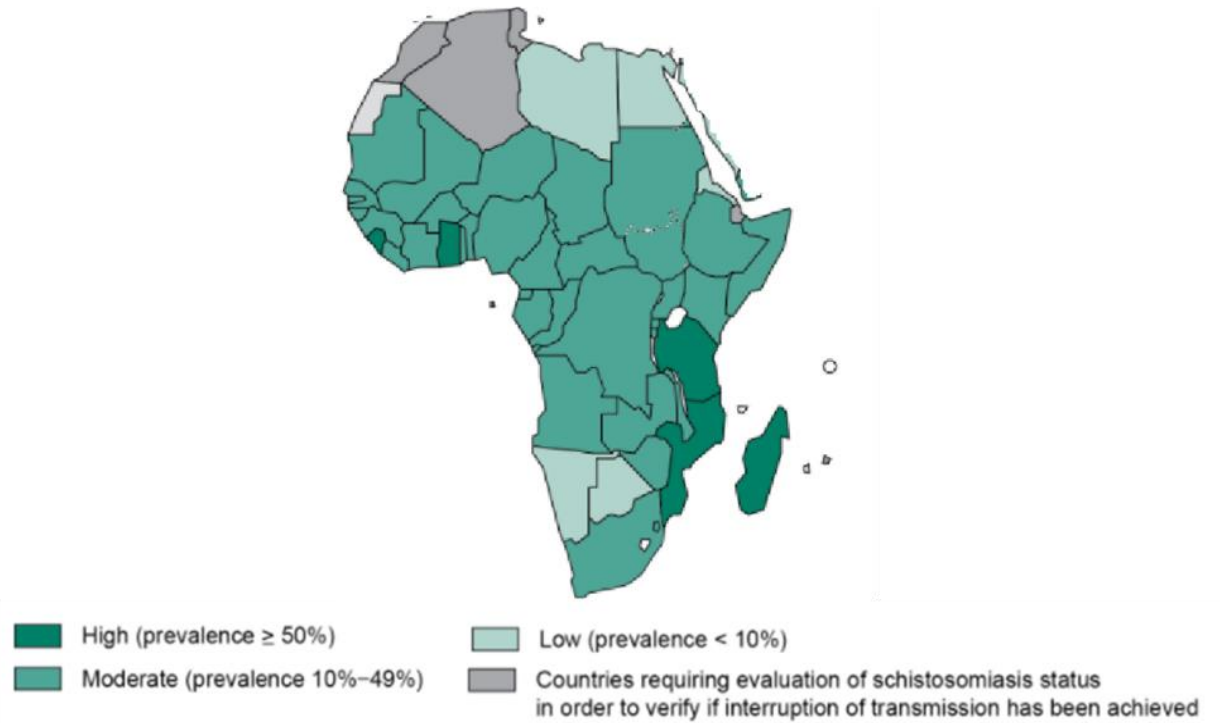 High (prevalence ≥ 50%)
Moderate (prevalence 10%–49%)
Low (prevalence < 10%)
Countries requiring evaluation of schistosomiasis status
in order to verify if interruption of transmission has been achieved